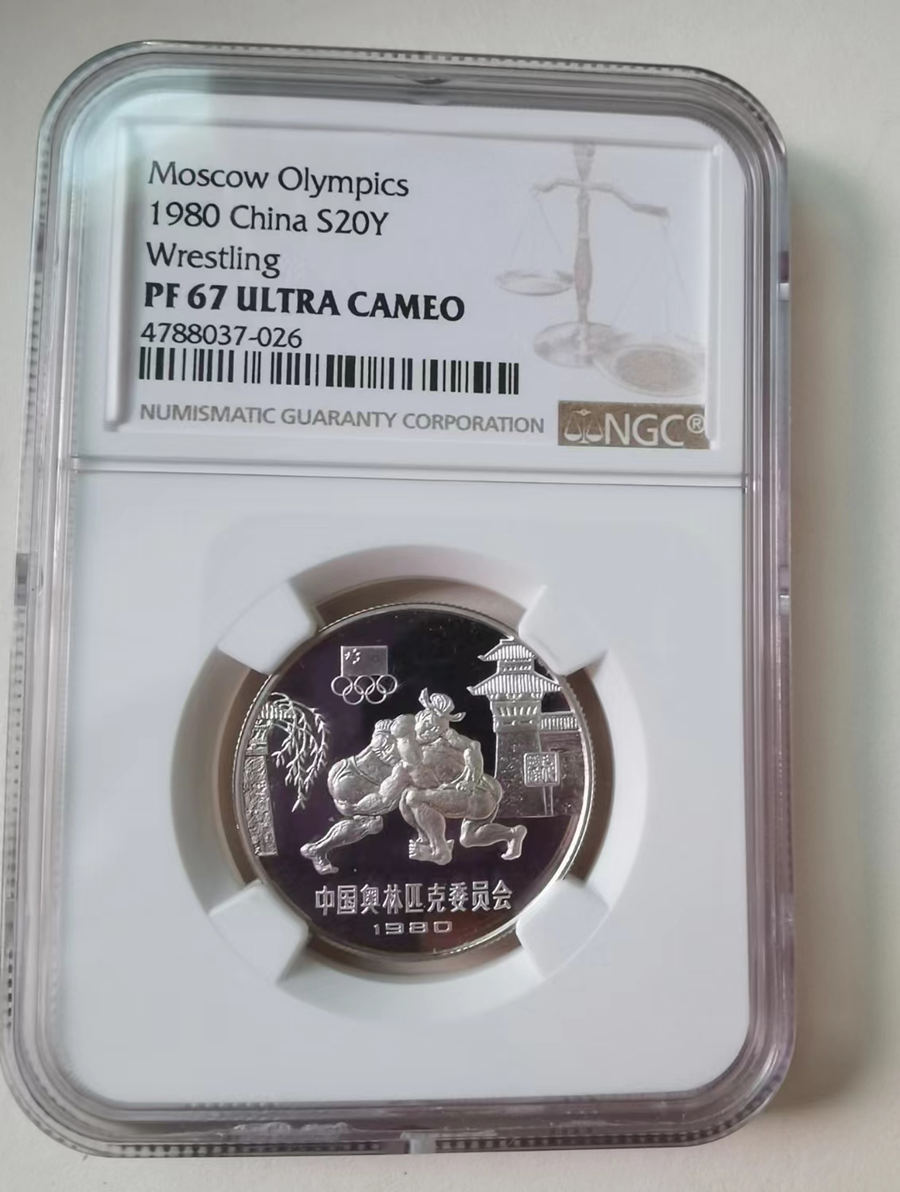 Moscow Olympics
1980 China S20Y
Wrestling
PF 67 ULTRA CAMEO
4788037-026
NUMISMATIC GUARANTY CORPORATION
NGC®
中国奥林匹克委员会
1980